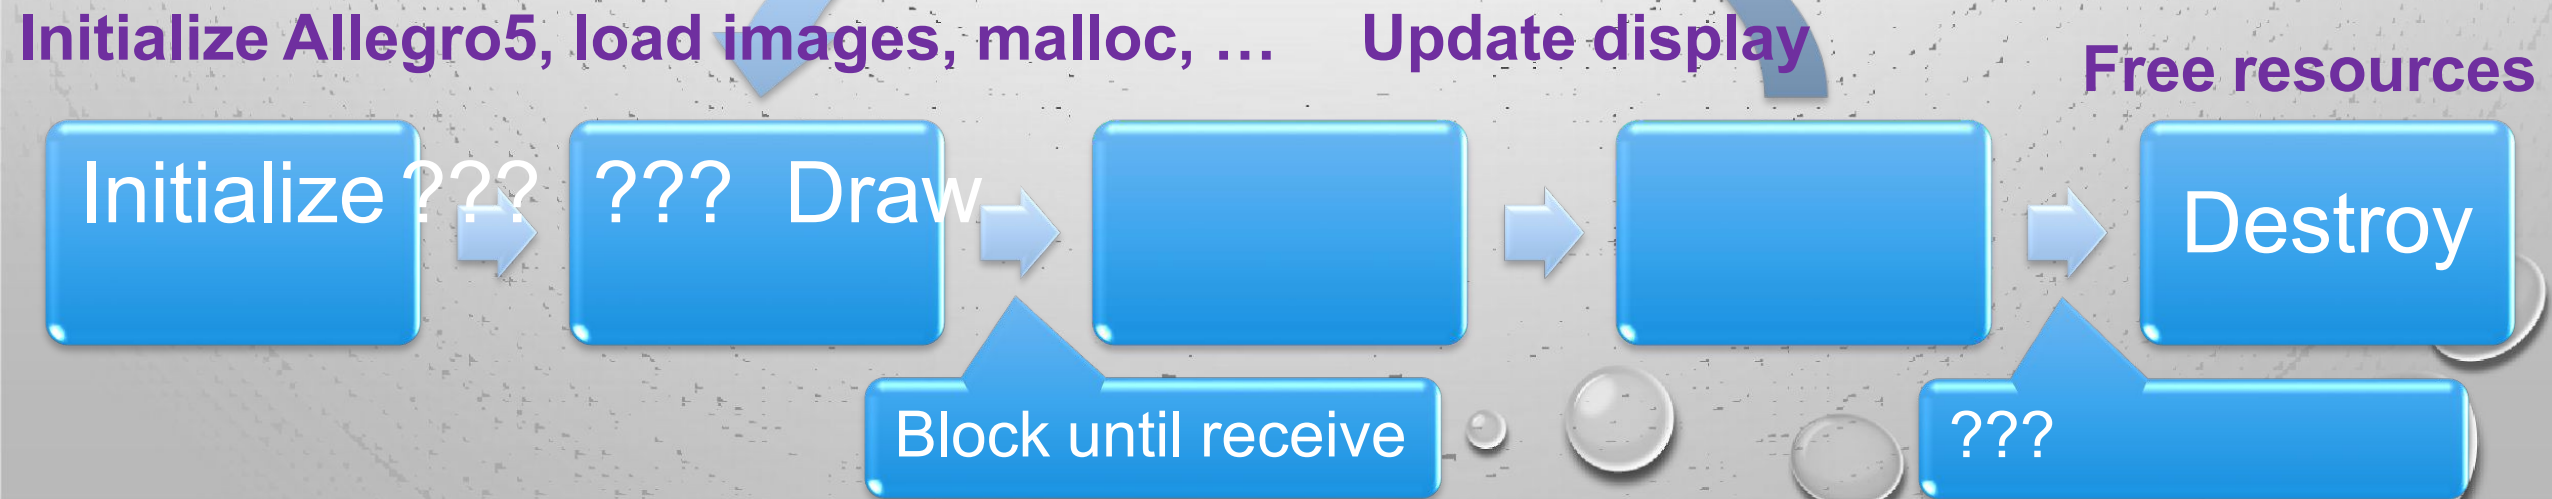 Initialize Allegro5, load images, malloc, … Update display
Free resources
Initialize ??? ??? Draw
Destroy
Block until receive
???